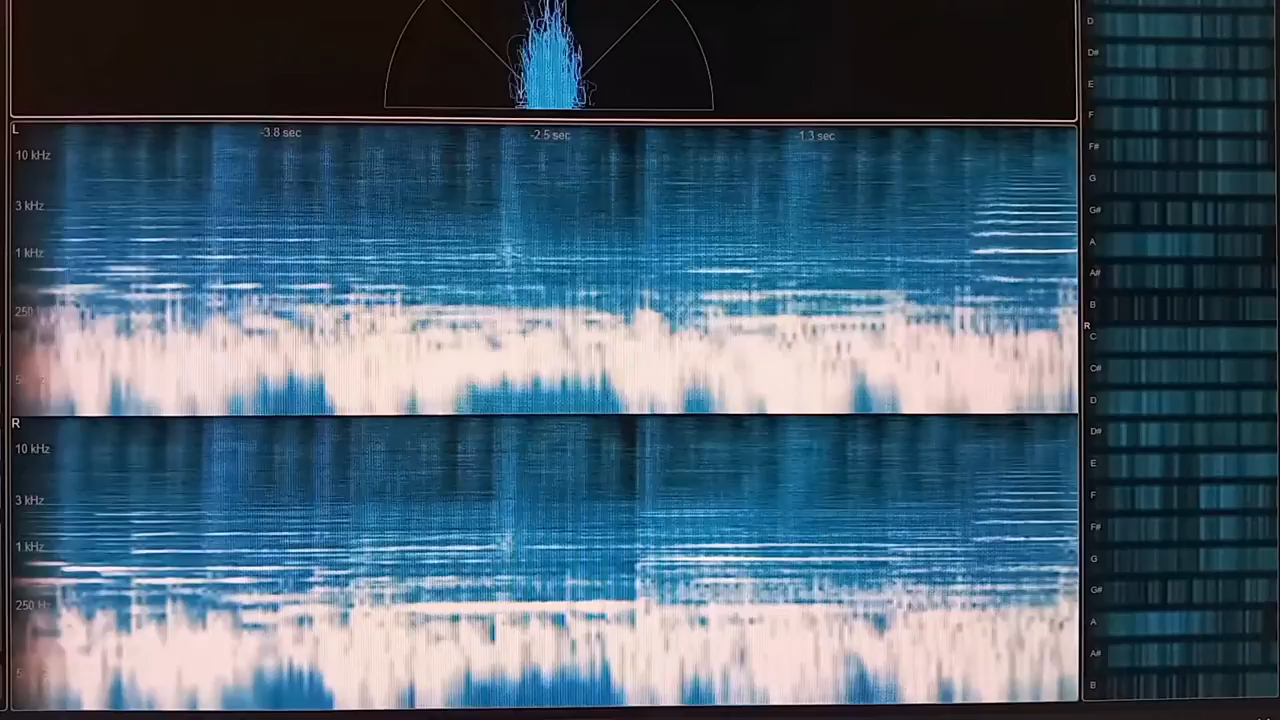 L
-3.8 sec -2.5 sec -1.3 sec
10 kHz
3 kHz
1 kHz
250
R
10 kHz
3 kHz
1 kHz
250 Hz
D
D#
E
F
F#
G
G#
A
A#
B
R
C
C#
D
D#
E
F
F#
G
G#
A
A#
B